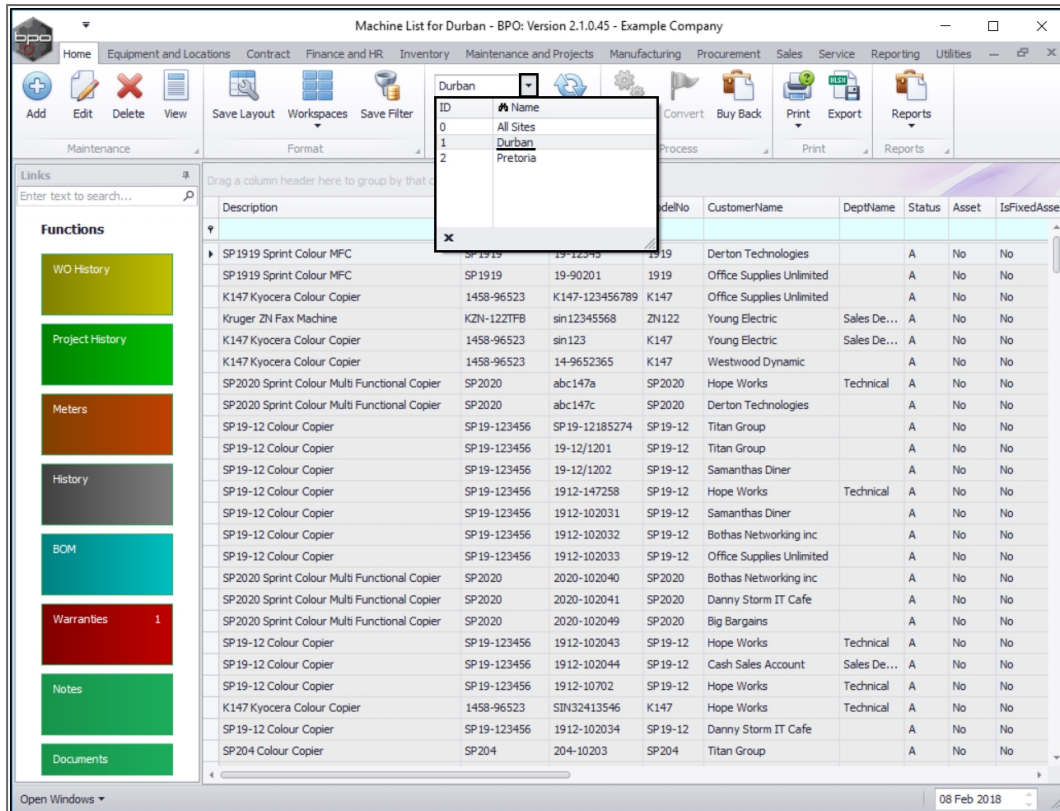 Machine List for Durban - BPO: Version 2.1.0.45 - Example Company
bpo
Home Equipment and Locations Contract Finance and HR Inventory Maintenance and Projects Manufacturing Procurement Sales Service Reporting Utilities
Durban
Add Edit Delete View Save Layout Workspaces Save Filter Convert Buy Back Print Export Reports
Maintenance Format Process Print Reports
ID Name
0 All Sites
1 Durban
2 Pretoria
Links
Enter text to search...
Functions
WO History
Project History
Meters
History
BOM
Warranties 1
Notes
Documents
Drag a column header here to group by that c
Description delNo CustomerName DeptName Status Asset IsFixedAsse
SP1919 Sprint Colour MFC SP1919 19-12345 1919 Derton Technologies A No No
SP1919 Sprint Colour MFC SP1919 19-90201 1919 Office Supplies Unlimited A No No
K147 Kyocera Colour Copier 1458-96523 K147-123456789 K147 Office Supplies Unlimited A No No
Kruger ZN Fax Machine KZN-122TFB sin12345568 ZN122 Young Electric Sales De... A No No
K147 Kyocera Colour Copier 1458-96523 sin123 K147 Young Electric Sales De... A No No
K147 Kyocera Colour Copier 1458-96523 14-9652365 K147 Westwood Dynamic A No No
SP2020 Sprint Colour Multi Functional Copier SP2020 abc147a SP2020 Hope Works Technical A No No
SP2020 Sprint Colour Multi Functional Copier SP2020 abc147c SP2020 Derton Technologies A No No
SP19-12 Colour Copier SP19-123456 SP19-12185274 SP19-12 Titan Group A No No
SP19-12 Colour Copier SP19-123456 19-12/1201 SP19-12 Titan Group A No No
SP19-12 Colour Copier SP19-123456 19-12/1202 SP19-12 Samanthas Diner A No No
SP19-12 Colour Copier SP19-123456 1912-147258 SP19-12 Hope Works Technical A No No
SP19-12 Colour Copier SP19-123456 1912-102031 SP19-12 Samanthas Diner A No No
SP19-12 Colour Copier SP19-123456 1912-102032 SP19-12 Bothas Networking inc A No No
SP19-12 Colour Copier SP19-123456 1912-102033 SP19-12 Office Supplies Unlimited A No No
SP2020 Sprint Colour Multi Functional Copier SP2020 2020-102040 SP2020 Bothas Networking inc A No No
SP2020 Sprint Colour Multi Functional Copier SP2020 2020-102041 SP2020 Danny Storm IT Cafe A No No
SP2020 Sprint Colour Multi Functional Copier SP2020 2020-102049 SP2020 Big Bargains A No No
SP19-12 Colour Copier SP19-123456 1912-102043 SP19-12 Hope Works Technical A No No
SP19-12 Colour Copier SP19-123456 1912-102044 SP19-12 Cash Sales Account Sales De... A No No
SP19-12 Colour Copier SP19-123456 1912-10702 SP19-12 Hope Works Technical A No No
K147 Kyocera Colour Copier 1458-96523 SIN32413546 K147 Hope Works Technical A No No
SP19-12 Colour Copier SP19-123456 1912-102034 SP19-12 Danny Storm IT Cafe A No No
SP204 Colour Copier SP204 204-10203 SP204 Titan Group A No No
Open Windows 08 Feb 2018